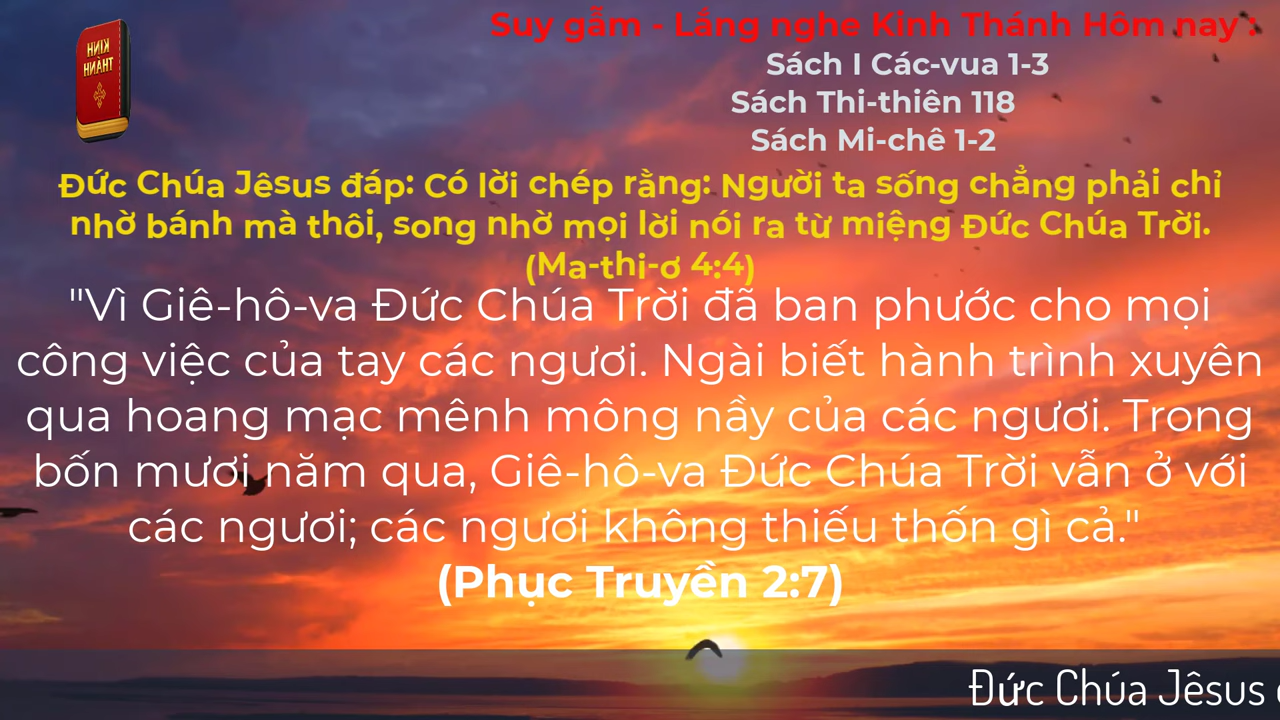 Suy gẫm - Lắng nghe Kinh Thánh Hôm nay :
KINH
THÁNH
Sách I Các-vua 1-3
Sách Thi-thiên 118
Sách Mi-chê 1-2
Đức Chúa Jêsus đáp: Có lời chép rằng: Người ta sống chẳng phải chỉ
nhờ bánh mà thôi, song nhờ mọi lời nói ra từ miệng Đức Chúa Trời.
(Ma-thi-ơ 4:4)
"Vì Giê-hô-va Đức Chúa Trời đã ban phước cho mọi
công việc của tay các ngươi. Ngài biết hành trình xuyên
qua hoang mạc mênh mông nầy của các ngươi. Trong
bốn mươi năm qua, Giê-hô-va Đức Chúa Trời vẫn ở với
các ngươi; các ngươi không thiếu thốn gì cả."
(Phục Truyền 2:7)
Đức Chúa Jêsus